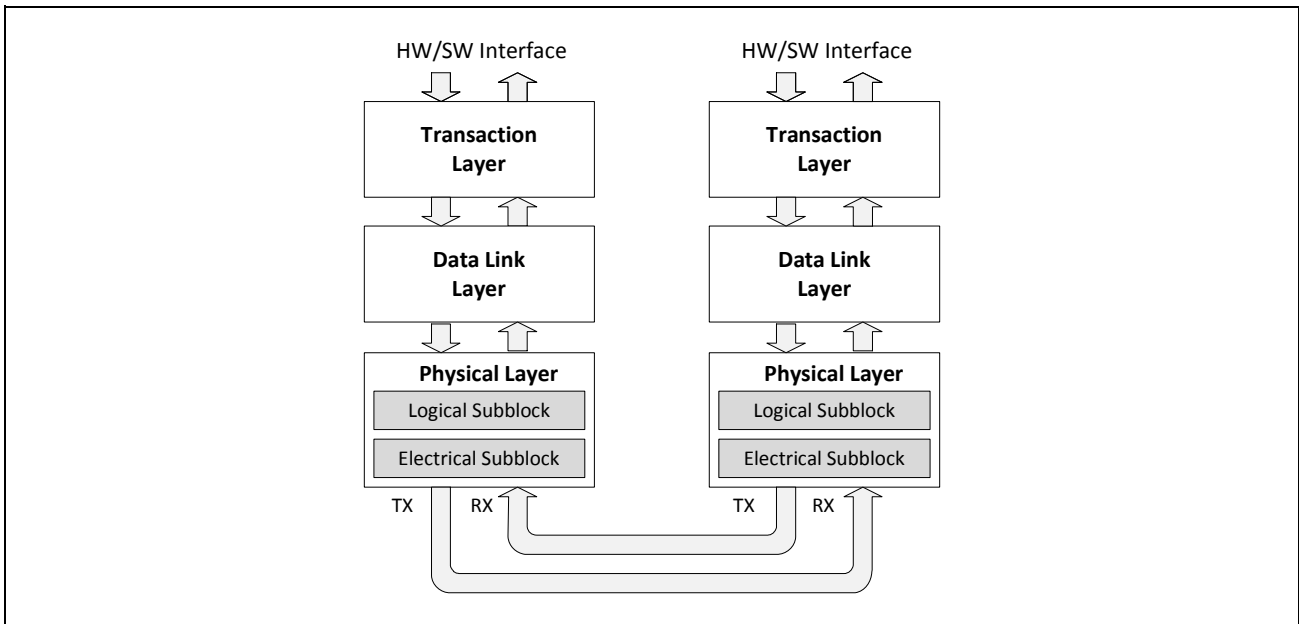 HW/SW Interface
Transaction
Layer
Data Link
Layer
Physical Layer
Logical Subblock
Electrical Subblock
TX
RX
HW/SW Interface
Transaction
Layer
Data Link
Layer
Physical Layer
Logical Subblock
Electrical Subblock
TX
RX